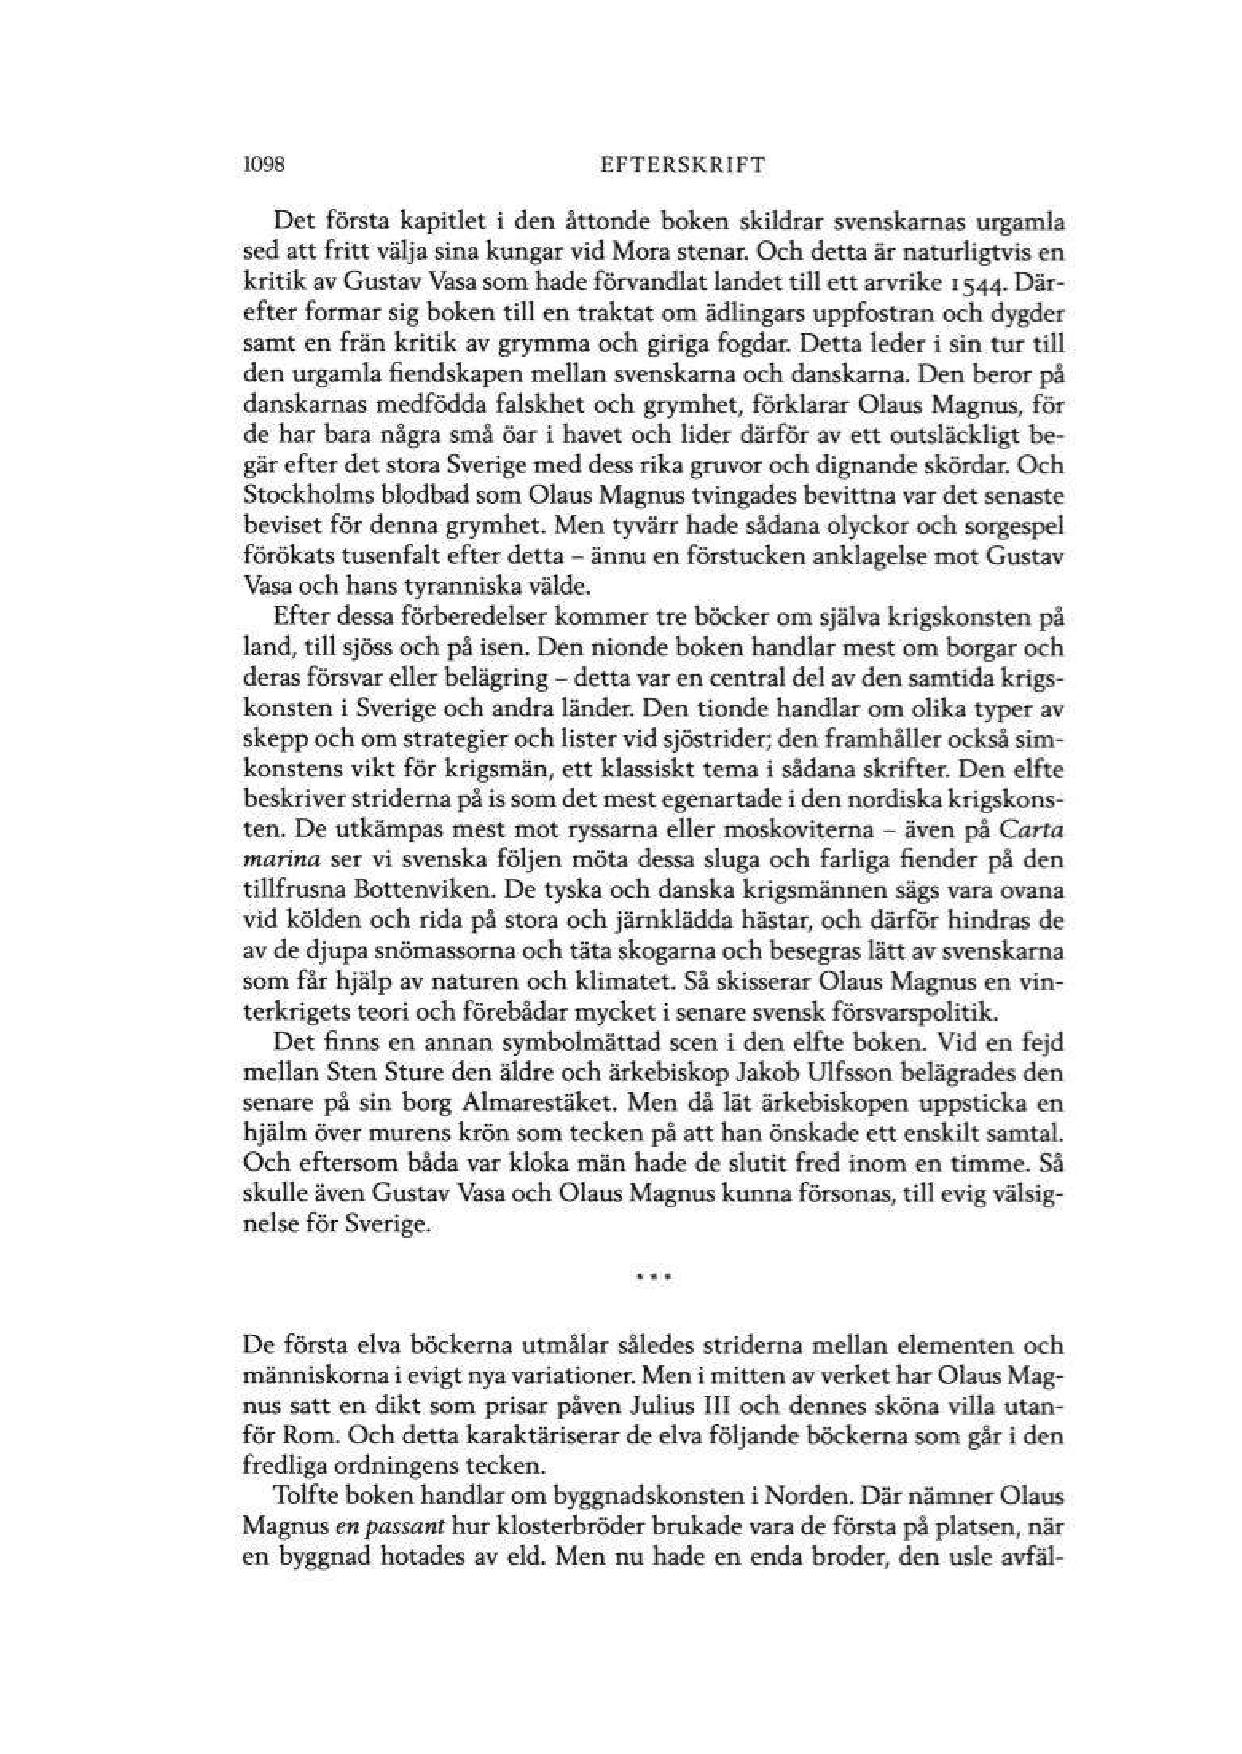 1098 EFTERSKRIFT
Det första kapitlet i den åttonde boken skildrar svenskarnas urgamla
sed att fritt välja sina kungar vid Mora stenar. Och detta är naturligtvis en
kritik av Gustav Vasa som hade förvandlat landet till ett arvrike 1544. Där-
efter formar sig boken till en traktat om ädlingars uppfostran och dygder
samt en frän kritik av grymma och giriga fogdar. Detta leder i sin tur till
den urgamla fiendskapen mellan svenskarna och danskarna. Den beror på
danskarnas medfödda falskhet och grymhet, förklarar Olaus Magnus, för
de har bara några små öar i havet och lider därför av ett outsläckligt be-
gär efter det stora Sverige med dess rika gruvor och dignande skördar. Och
Stockholms blodbad som Olaus Magnus tvingades bevittna var det senaste
beviset för denna grymhet. Men tyvärr hade sådana olyckor och sorgespel
förökats tusenfalt efter detta – ännu en förstucken anklagelse mot Gustav
Vasa och hans tyranniska välde.
Efter dessa förberedelser kommer tre böcker om själva krigskonsten på
land, till sjöss och på isen. Den nionde boken handlar mest om borgar och
deras försvar eller belägring – detta var en central del av den samtida krigs-
konsten i Sverige och andra länder. Den tionde handlar om olika typer av
skepp och om strategier och lister vid sjöstrider; den framhåller också sim-
konstens vikt för krigsmän, ett klassiskt tema i sådana skrifter. Den elfte
beskriver striderna på is som det mest egenartade i den nordiska krigskons-
ten. De utkämpas mest mot ryssarna eller moskoviterna – även på Carta
marina ser vi svenska följen möta dessa sluga och farliga fiender på den
tillfrusna Bottenviken. De tyska och danska krigsmännen sägs vara ovana
vid kölden och rida på stora och järnklädda hästar, och därför hindras de
av de djupa snömassorna och täta skogarna och besegras lätt av svenskarna
som får hjälp av naturen och klimatet. Så skisserar Olaus Magnus en vin-
terkrigets teori och förebådar mycket i senare svensk försvarspolitik.
Det finns en annan symbolmättad scen i den elfte boken. Vid en fejd
mellan Sten Sture den äldre och ärkebiskop Jakob Ulfsson belägrades den
senare på sin borg Almarestäket. Men då lät ärkebiskopen uppsticka en
hjälm över murens krön som tecken på att han önskade ett enskilt samtal.
Och eftersom båda var kloka män hade de slutit fred inom en timme. Så
skulle även Gustav Vasa och Olaus Magnus kunna försonas, till evig välsig-
nelse för Sverige.
...
De första elva böckerna utmålar således striderna mellan elementen och
människorna i evigt nya variationer. Men i mitten av verket har Olaus Mag-
nus satt en dikt som prisar påven Julius III och dennes sköna villa utan-
för Rom. Och detta karaktäriserar de elva följande böckerna som går i den
fredliga ordningens tecken.
Tolfte boken handlar om byggnadskonsten i Norden. Där nämner Olaus
Magnus en passant hur klosterbröder brukade vara de första på platsen, när
en byggnad hotades av eld. Men nu hade en enda broder, den usle avfäl-